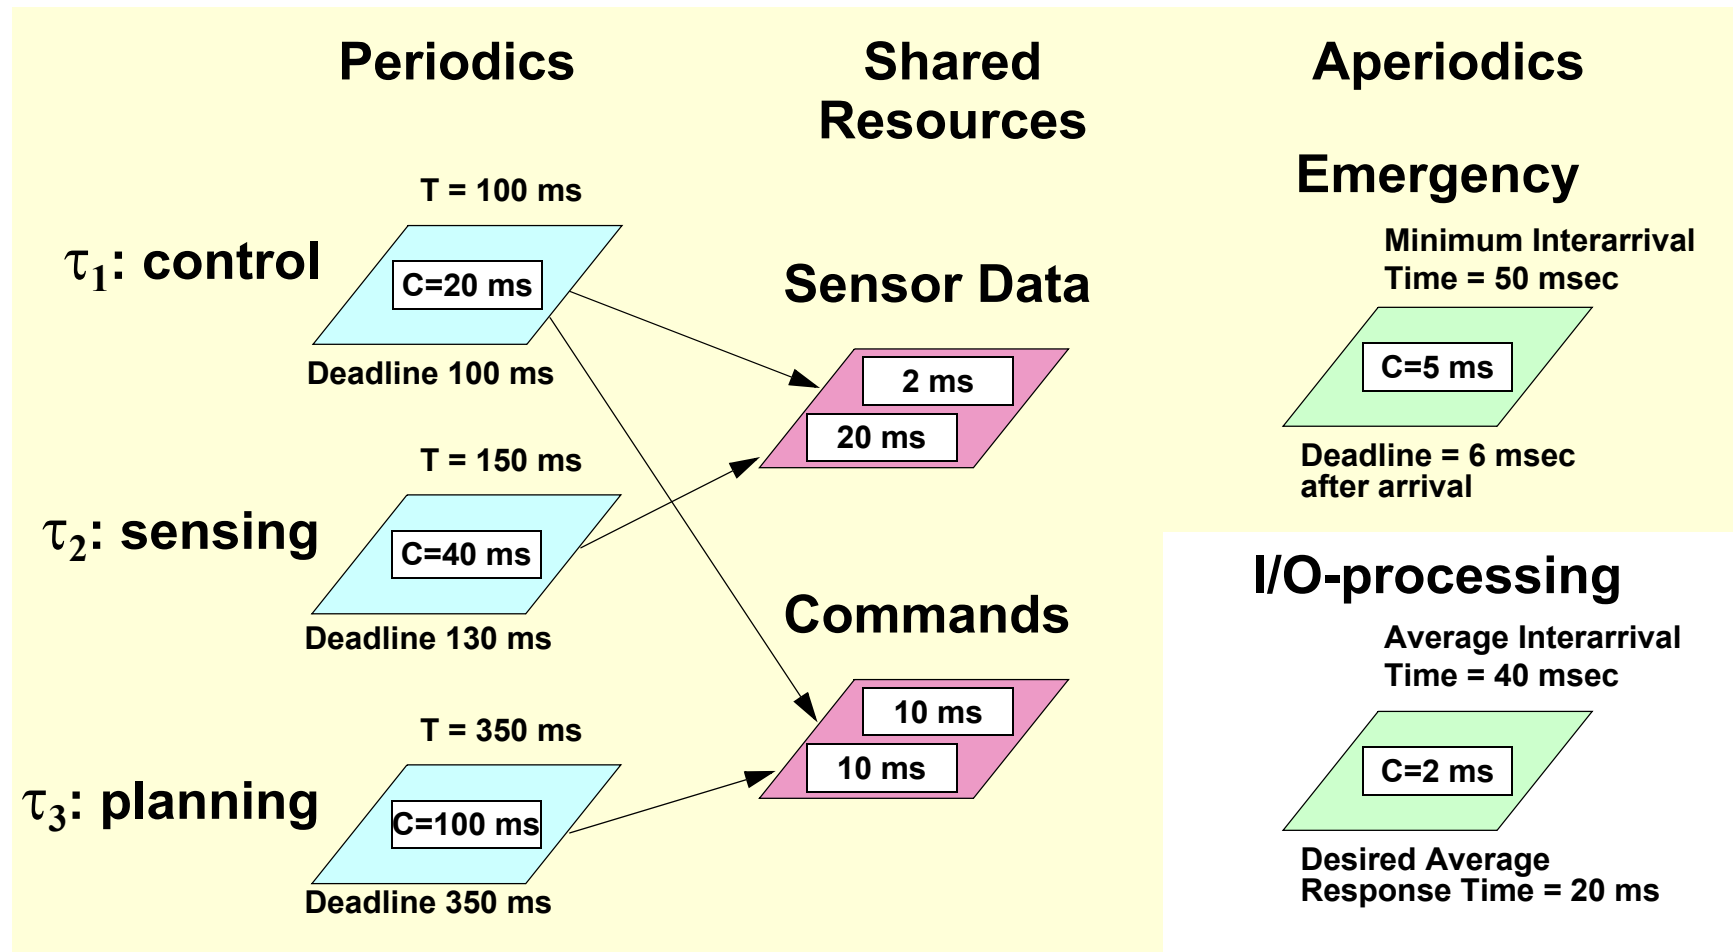 Periodics
T = 100 ms
τ1: control
C=20 ms
Deadline 100 ms
T = 150 ms
τ2: sensing
C=40 ms
Deadline 130 ms
T = 350 ms
τ3: planning
C=100 ms
Deadline 350 ms
Shared
Resources
Sensor Data
2 ms
20 ms
Commands
10 ms
10 ms
Aperiodics
Emergency
Minimum Interarrival
Time = 50 msec
C=5 ms
Deadline = 6 msec
after arrival
I/O-processing
Average Interarrival
Time = 40 msec
C=2 ms
Desired Average
Response Time = 20 ms